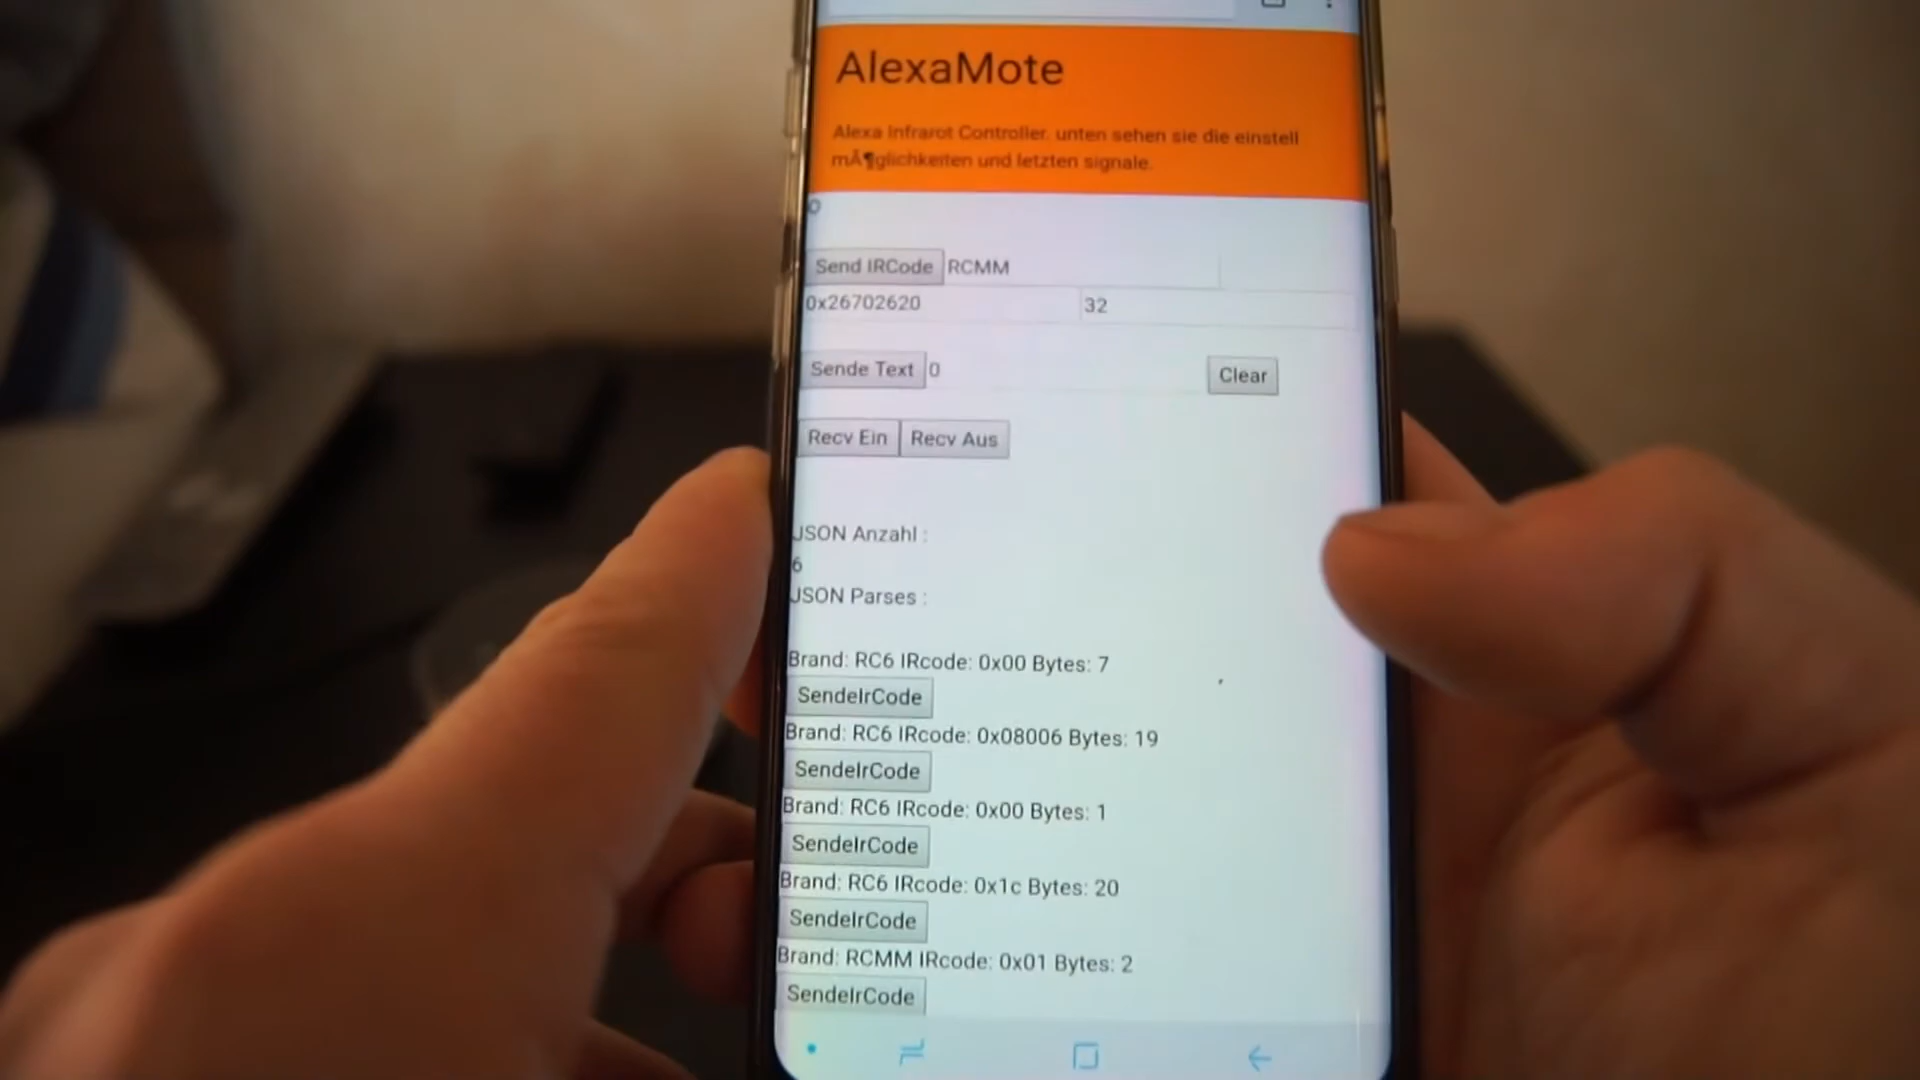 AlexaMote
Alexa Infrarot Controller. unten sehen sie die einstell
mÃ¶glichkeiten und letzten signale.
0
Send IRCode RCMM
0x26702620 32
Sende Text 0 Clear
Recv Ein Recv Aus
JSON Anzahl :
6
JSON Parses :
Brand: RC6 IRcode: 0x00 Bytes: 7
SendeIrCode
Brand: RC6 IRcode: 0x08006 Bytes: 19
SendeIrCode
Brand: RC6 IRcode: 0x00 Bytes: 1
SendeIrCode
Brand: RC6 IRcode: 0x1c Bytes: 20
SendeIrCode
Brand: RCMM IRcode: 0x01 Bytes: 2
SendeIrCode